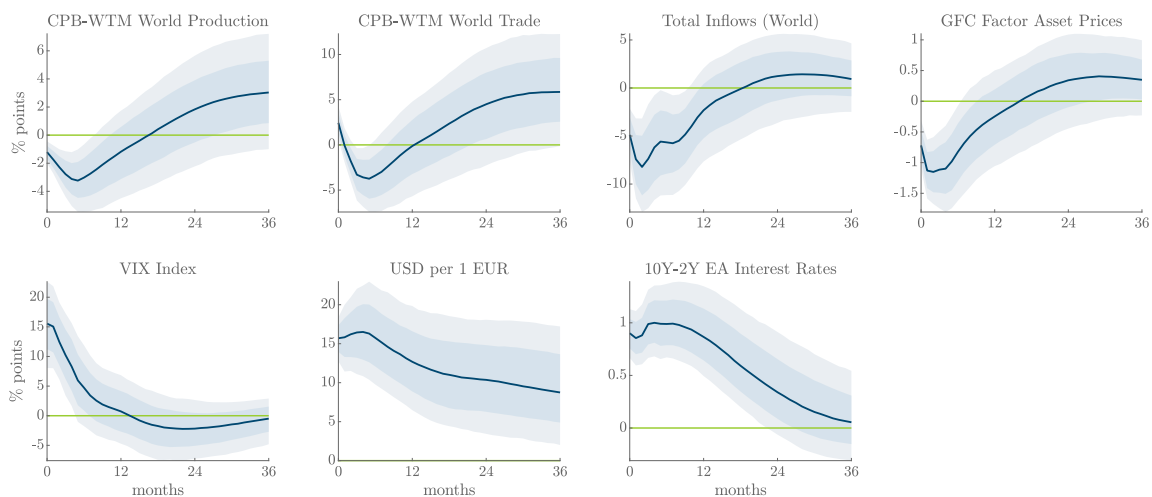 CPB-WTM World Production
% points
6
4
2
0
-2
-4
0 12 24 36
CPB-WTM World Trade
10
5
0
-5
0 12 24 36
Total Inflows (World)
5
0
-5
-10
0 12 24 36
GFC Factor Asset Prices
1
0.5
0
-0.5
-1
-1.5
0 12 24 36
VIX Index
% points
20
15
10
5
0
-5
0 12 24 36
months
USD per 1 EUR
20
15
10
5
0
0 12 24 36
months
10Y-2Y EA Interest Rates
1
0.5
0
0 12 24 36
months